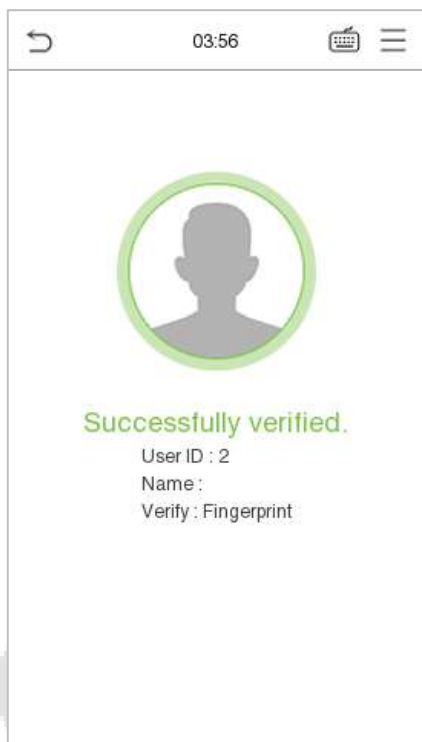 03:56
Successfully verified.
User ID : 2
Name :
Verify : Fingerprint